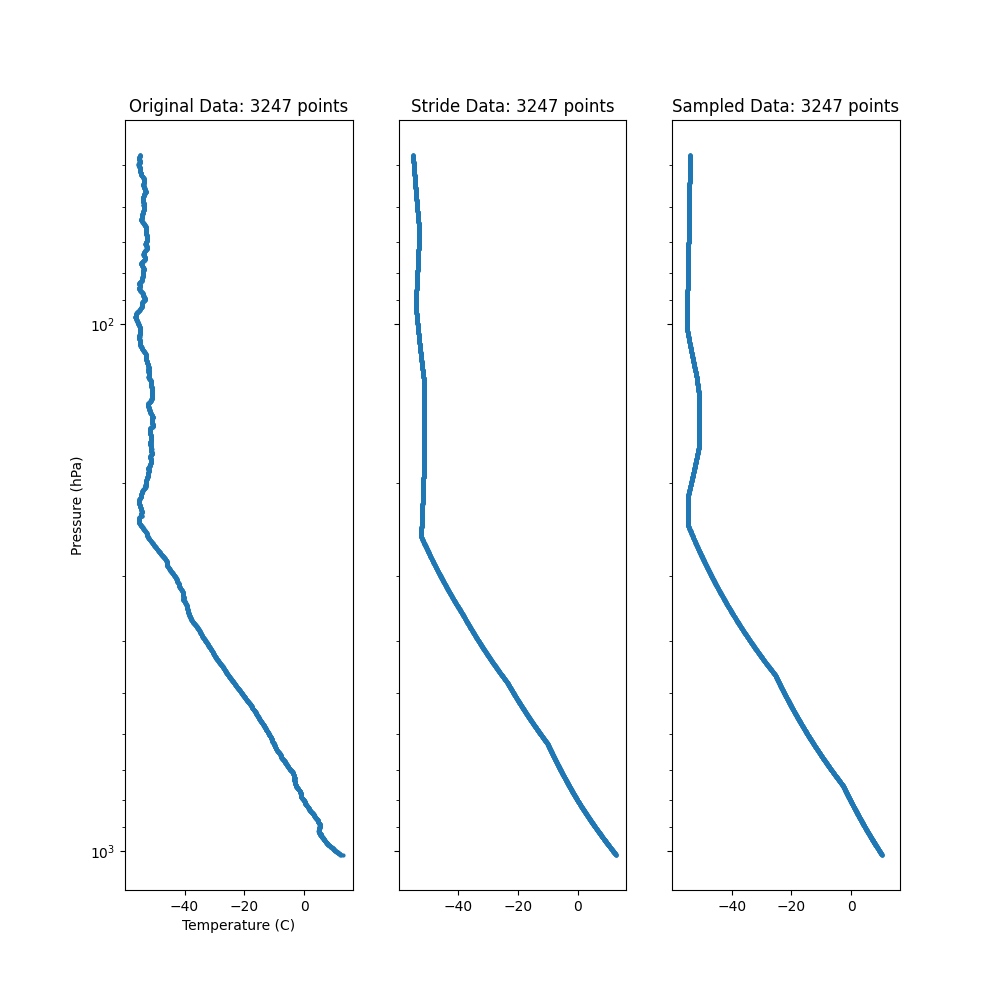 Original Data: 3247 points
Stride Data: 3247 points
Sampled Data: 3247 points
10²
10³
Pressure (hPa)
−40 −20 0
−40 −20 0
−40 −20 0
Temperature (C)